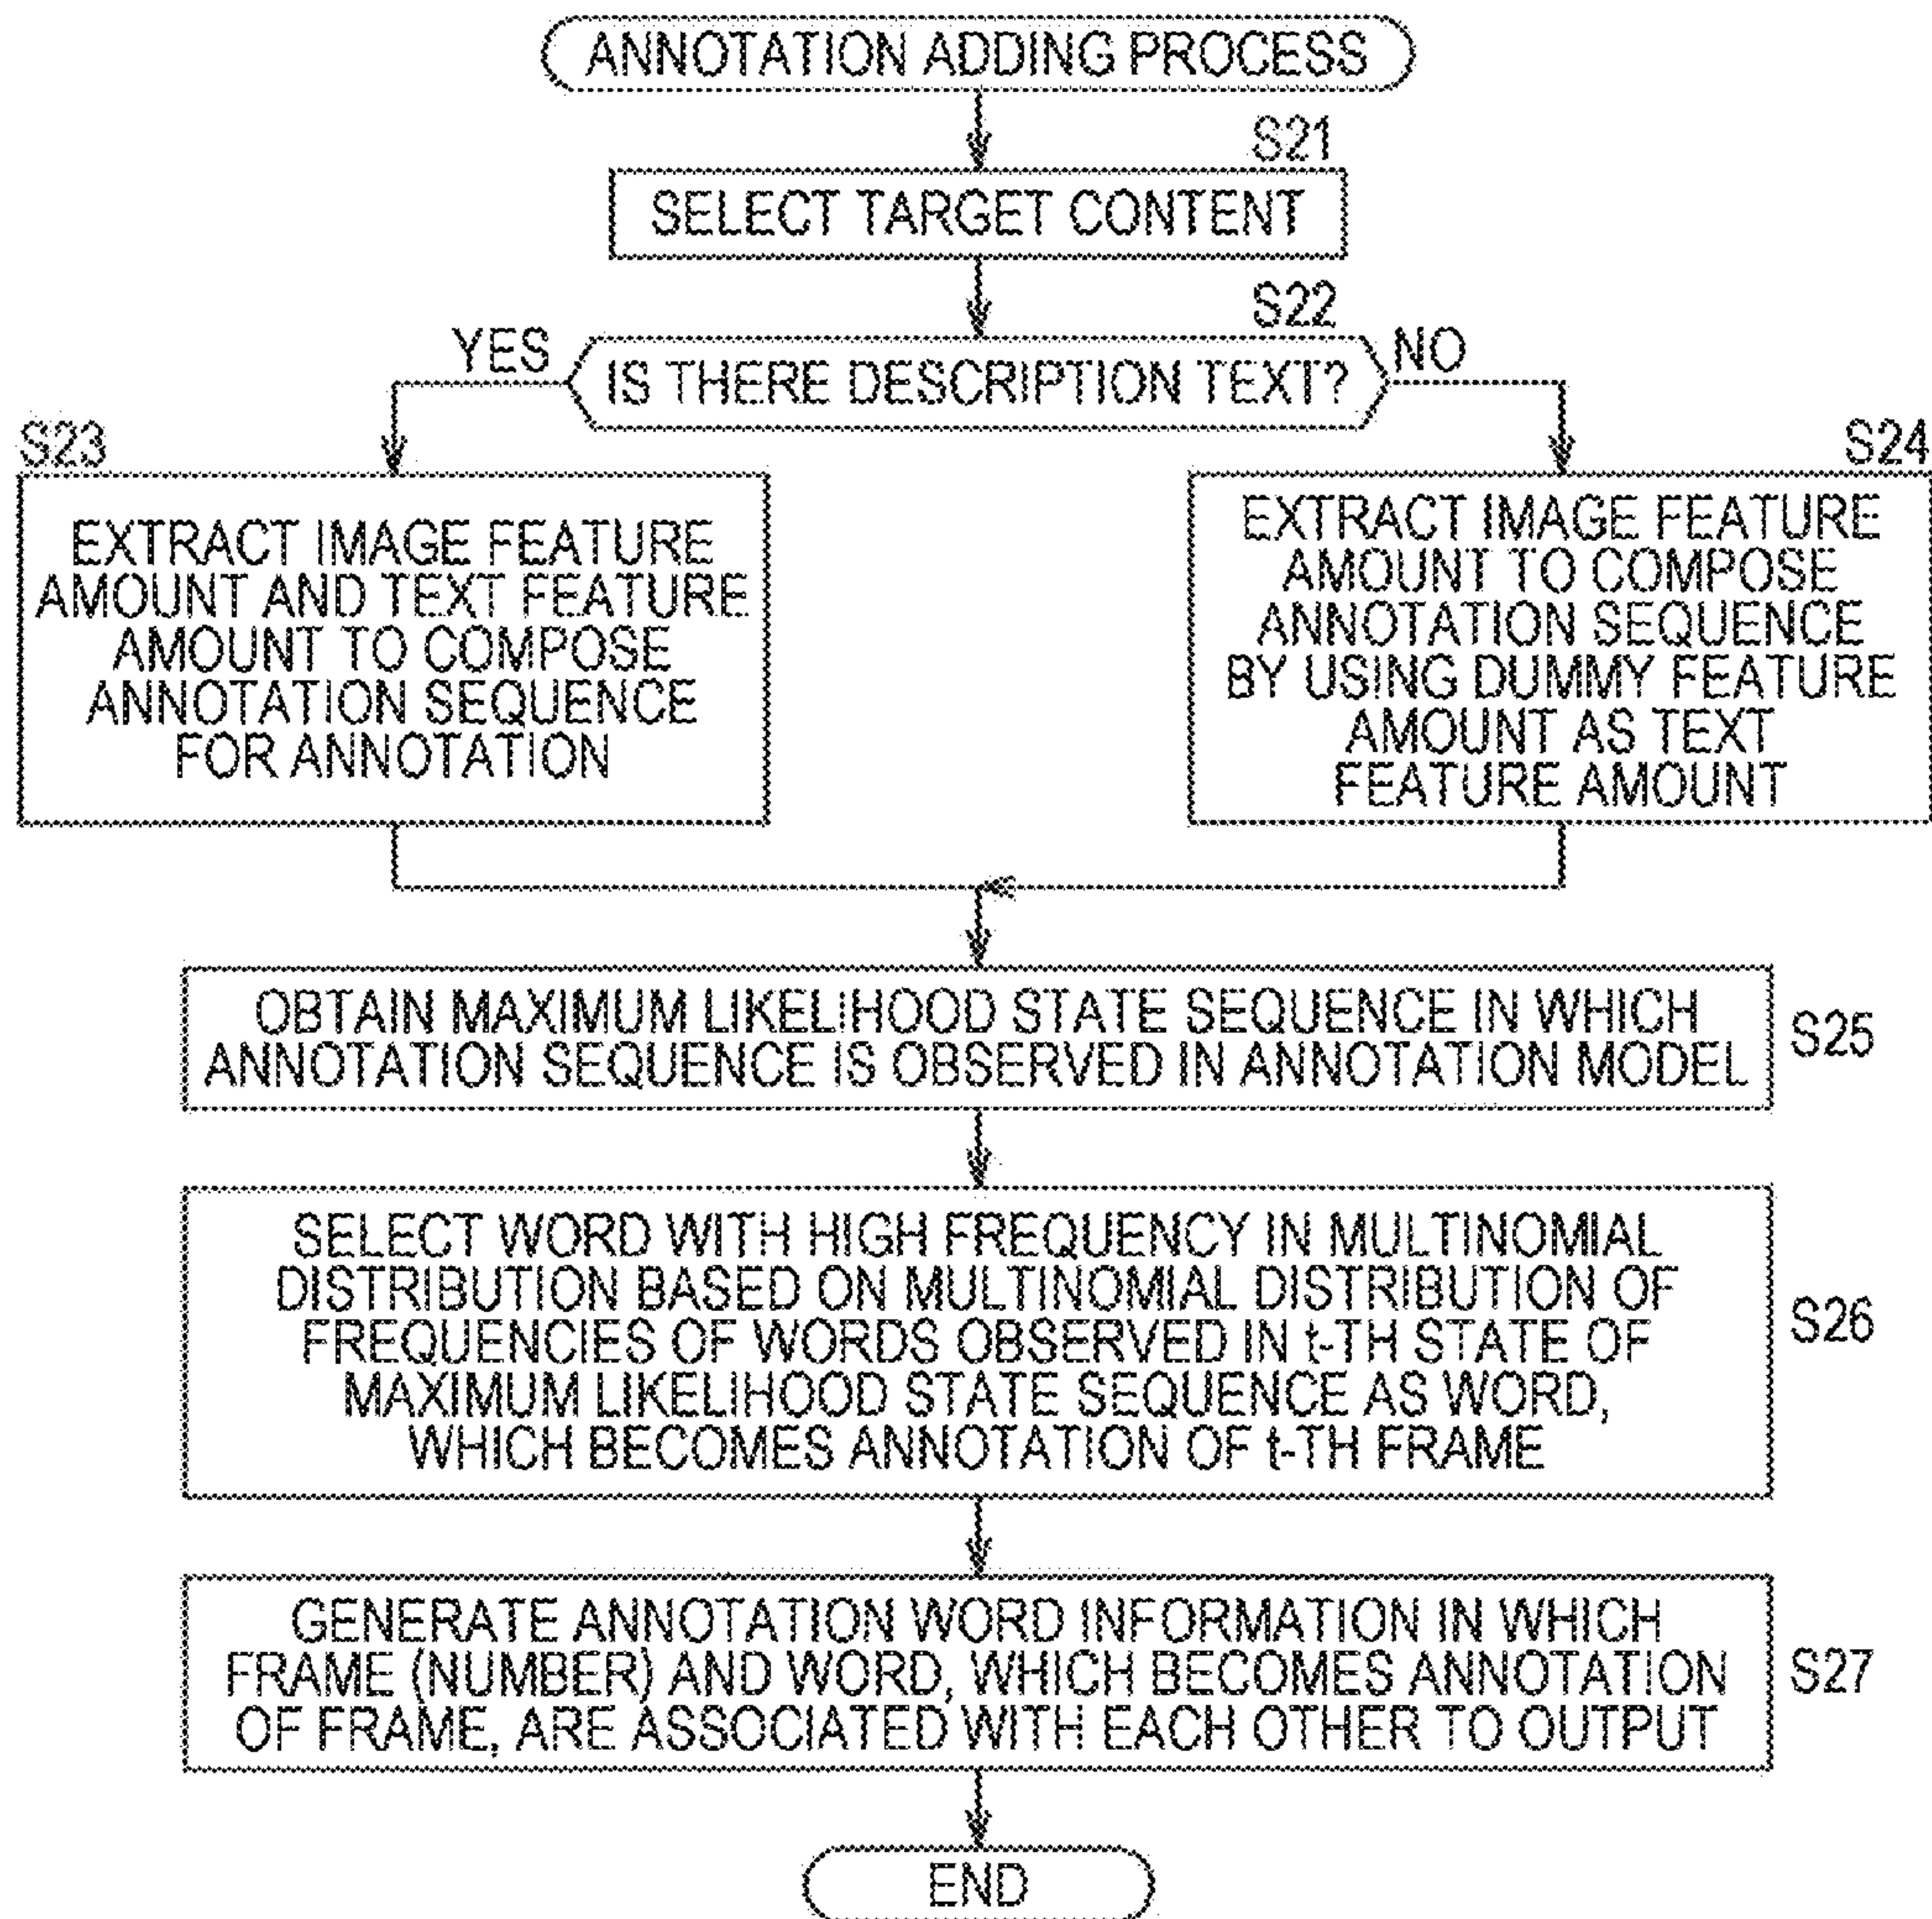 ANNOTATION ADDING PROCESS
S21
SELECT TARGET CONTENT
S22
YES
IS THERE DESCRIPTION TEXT?
NO
S23
EXTRACT IMAGE FEATURE
AMOUNT AND TEXT FEATURE
AMOUNT TO COMPOSE
ANNOTATION SEQUENCE
FOR ANNOTATION
S24
EXTRACT IMAGE FEATURE
AMOUNT TO COMPOSE
ANNOTATION SEQUENCE
BY USING DUMMY FEATURE
AMOUNT AS TEXT
FEATURE AMOUNT
OBTAIN MAXIMUM LIKELIHOOD STATE SEQUENCE IN WHICH
ANNOTATION SEQUENCE IS OBSERVED IN ANNOTATION MODEL
S25
SELECT WORD WITH HIGH FREQUENCY IN MULTINOMIAL
DISTRIBUTION BASED ON MULTINOMIAL DISTRIBUTION OF
FREQUENCIES OF WORDS OBSERVED IN t-TH STATE OF
MAXIMUM LIKELIHOOD STATE SEQUENCE AS WORD,
WHICH BECOMES ANNOTATION OF t-TH FRAME
S26
GENERATE ANNOTATION WORD INFORMATION IN WHICH
FRAME (NUMBER) AND WORD, WHICH BECOMES ANNOTATION
OF FRAME, ARE ASSOCIATED WITH EACH OTHER TO OUTPUT
S27
END